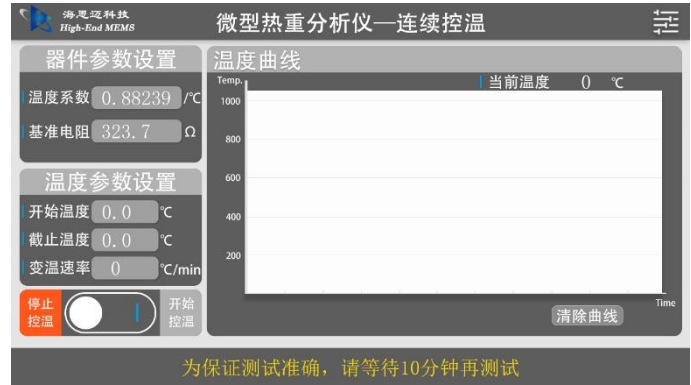 海思迈科技
High-End MEMS
微型热重分析仪—连续控温
器件参数设置
温度系数 0.88239 /℃
基准电阻 323.7 Ω
温度参数设置
开始温度 0.0 ℃
截止温度 0.0 ℃
变温速率 0 ℃/min
停止
控温
开始
控温
温度曲线
Temp.
当前温度 0 ℃
1000
800
600
400
200
Time
清除曲线
为保证测试准确，请等待10分钟再测试